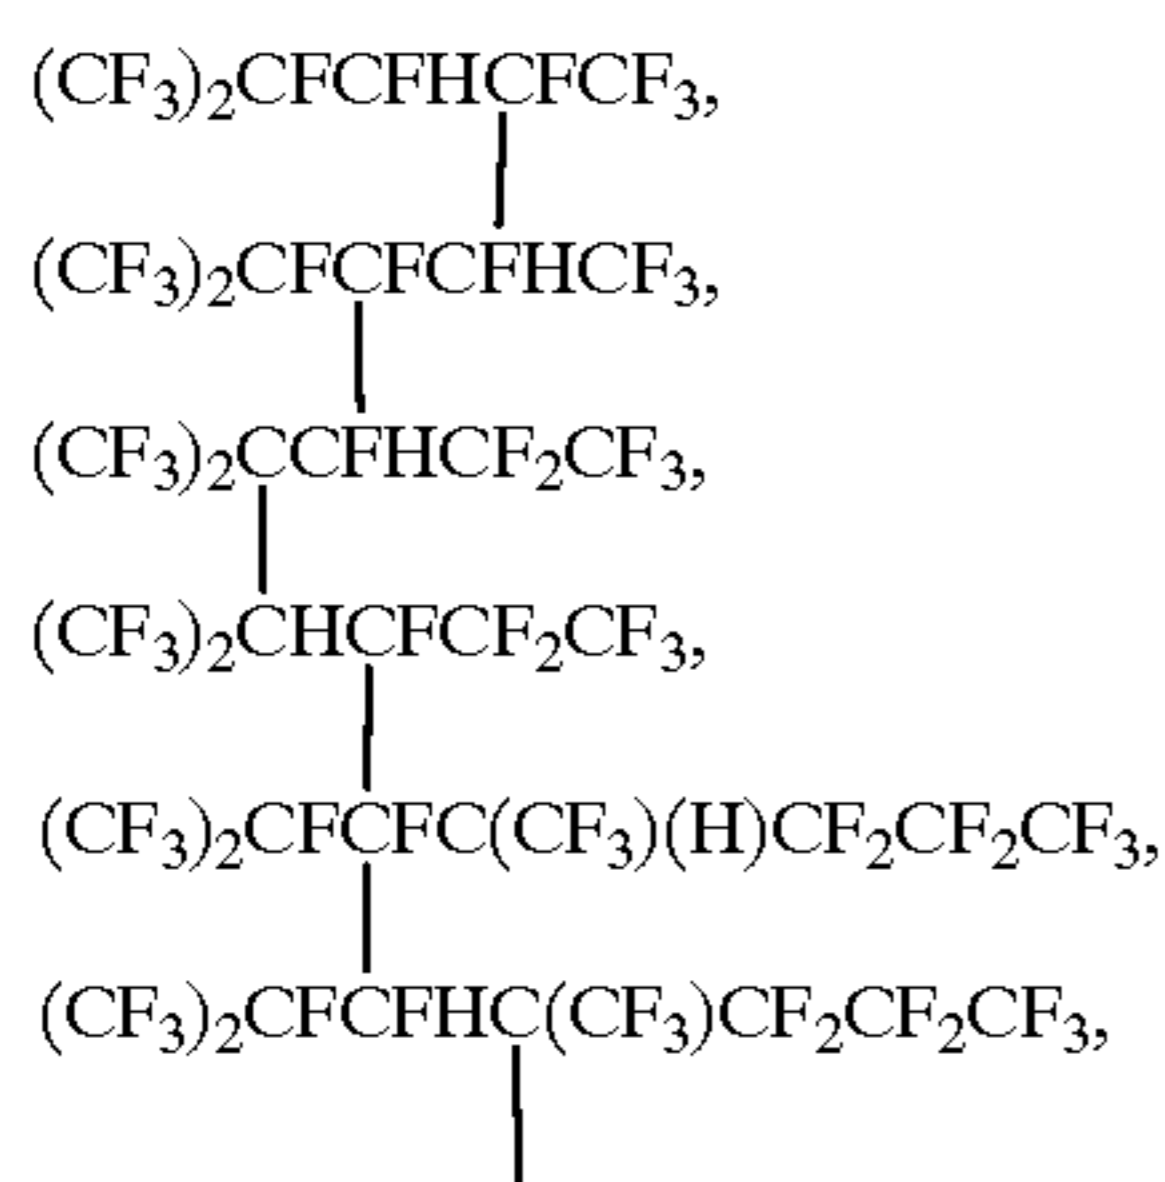 (CF₃)₂CFCFHCFCF₃,
(CF₃)₂CFCFCFHCF₃,
(CF₃)₂CCFHCF₂CF₃,
(CF₃)₂CHCFCF₂CF₃,
(CF₃)₂CFCFC(CF₃)(H)CF₂CF₂CF₃,
(CF₃)₂CFCFHC(CF₃)CF₂CF₂CF₃,